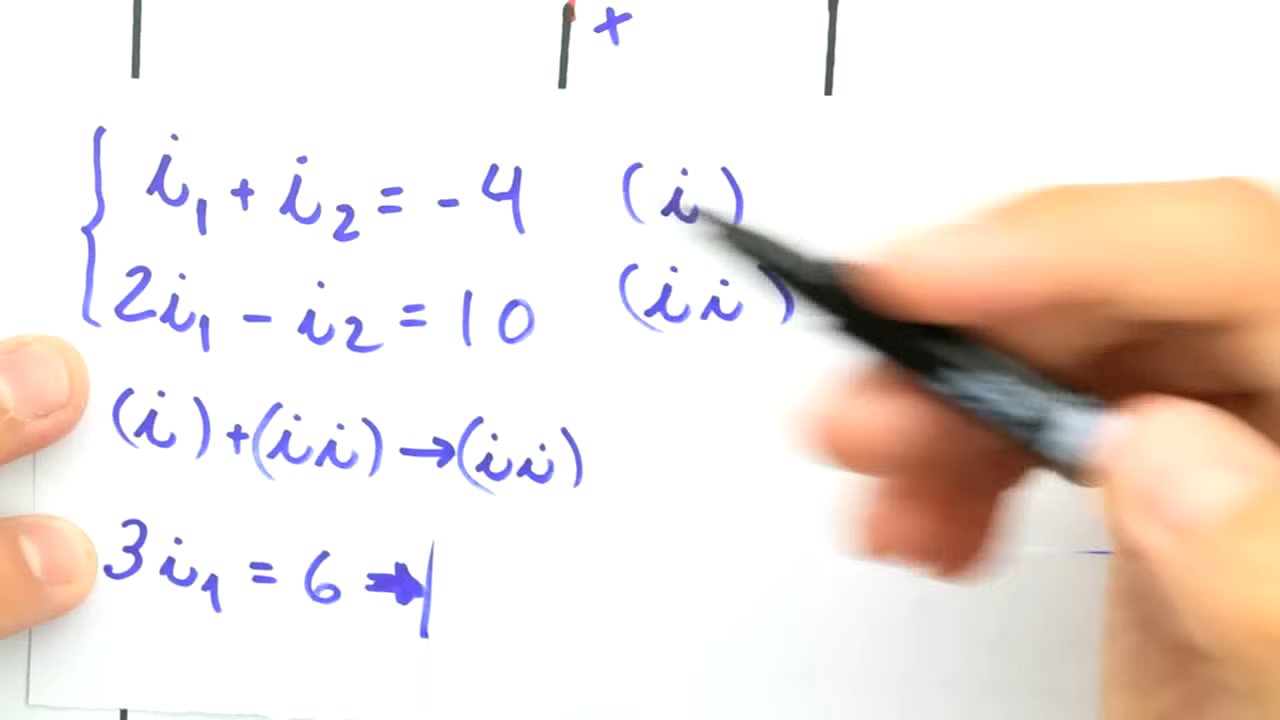 x
i₁ + i₂ = - 4 (i)
2i₁ - i₂ = 10 (ii)
(i) + (ii) → (ii)
3i₁ = 6 →